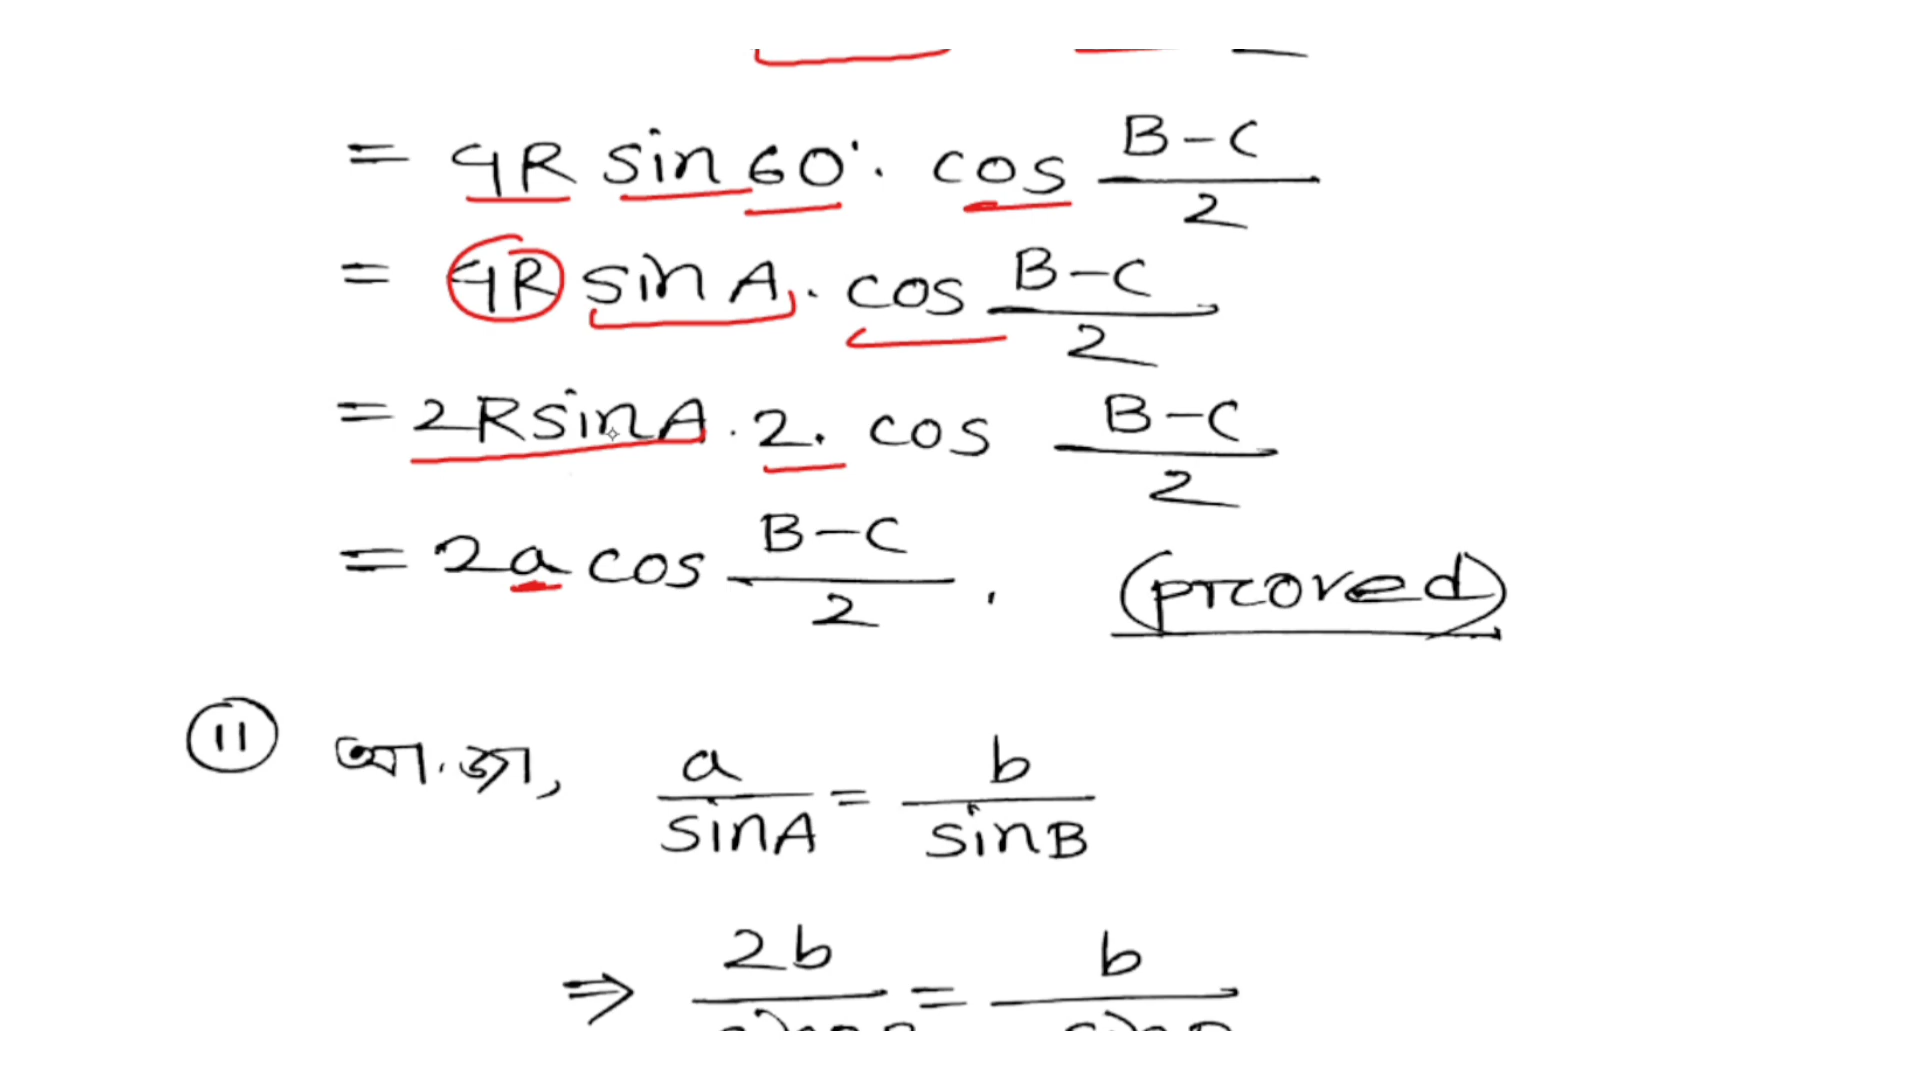 = 4R sin 60°. cos (B-C)/2
= 4R sin A. cos (B-C)/2
= 2R sin A . 2. cos (B-C)/2
= 2a cos (B-C)/2 . (proved)
(11) আ.জা, a/sinA = b/sinB
⇒ 2b/ = b/